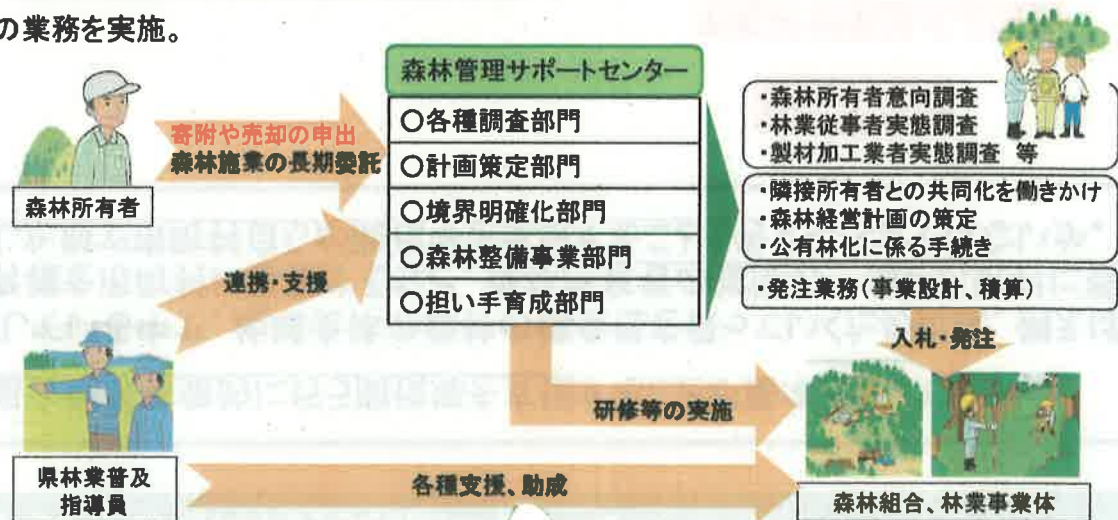 の業務を実施。
森林管理サポートセンター
〇各種調査部門
〇計画策定部門
〇境界明確化部門
〇森林整備事業部門
〇担い手育成部門
寄附や売却の申出
森林施業の長期委託
森林所有者
連携・支援
県林業普及
指導員
・森林所有者意向調査
・林業従事者実態調査
・製材加工業者実態調査 等
・隣接所有者との共同化を働きかけ
・森林経営計画の策定
・公有林化に係る手続き
・発注業務(事業設計、積算)
入札・発注
研修等の実施
各種支援、助成
森林組合、林業事業体